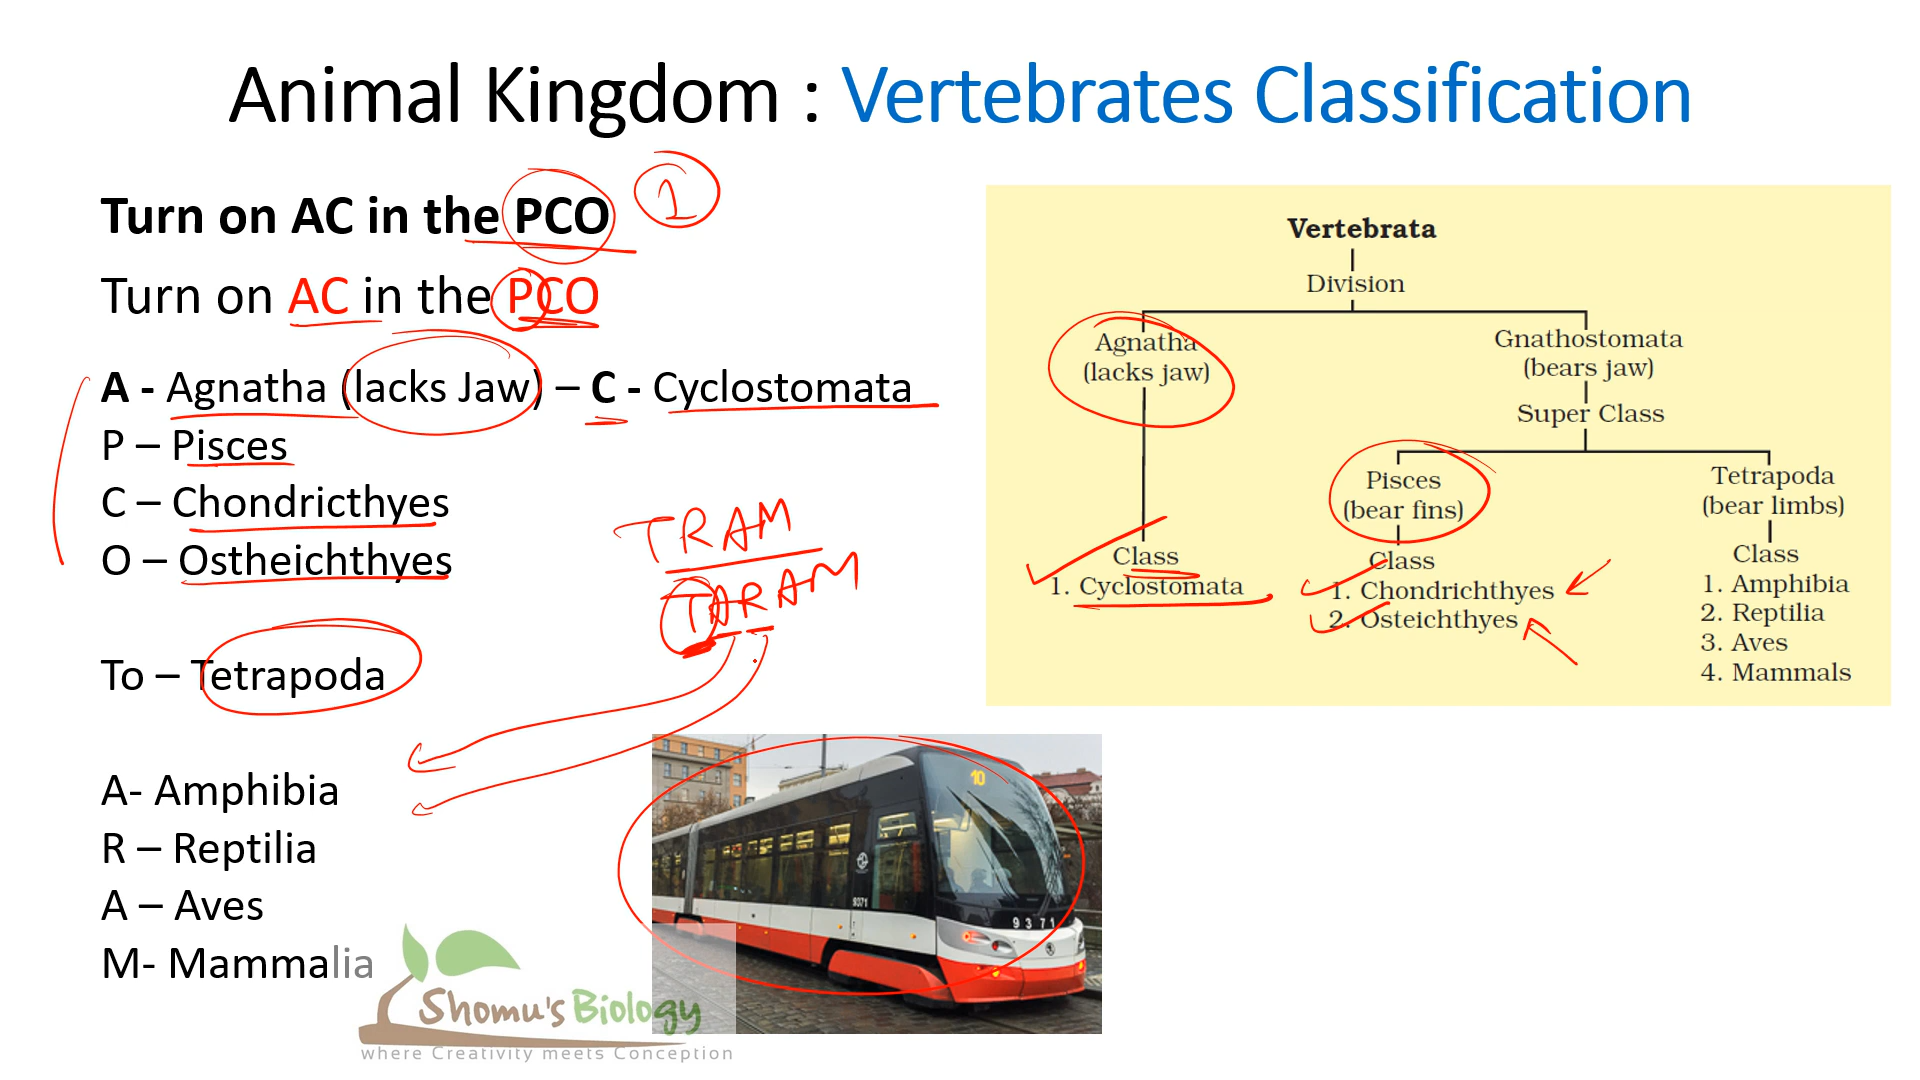 Animal Kingdom : Vertebrates Classification
Turn on AC in the PCO
1
Turn on AC in the PCO
A - Agnatha (lacks Jaw) – C - Cyclostomata
P – Pisces
C – Chondricthyes
O – Ostheichthyes
TRAM
TARAM
To – Tetrapoda
A- Amphibia
R – Reptilia
A – Aves
M- Mammalia
Vertebrata
Division
Agnatha
(lacks jaw)
Gnathostomata
(bears jaw)
Super Class
Pisces
(bear fins)
Tetrapoda
(bear limbs)
Class
1. Cyclostomata
Class
1. Chondrichthyes
2. Osteichthyes
Class
1. Amphibia
2. Reptilia
3. Aves
4. Mammals
10
9371
9371
Shomu's Biology
where Creativity meets Conception